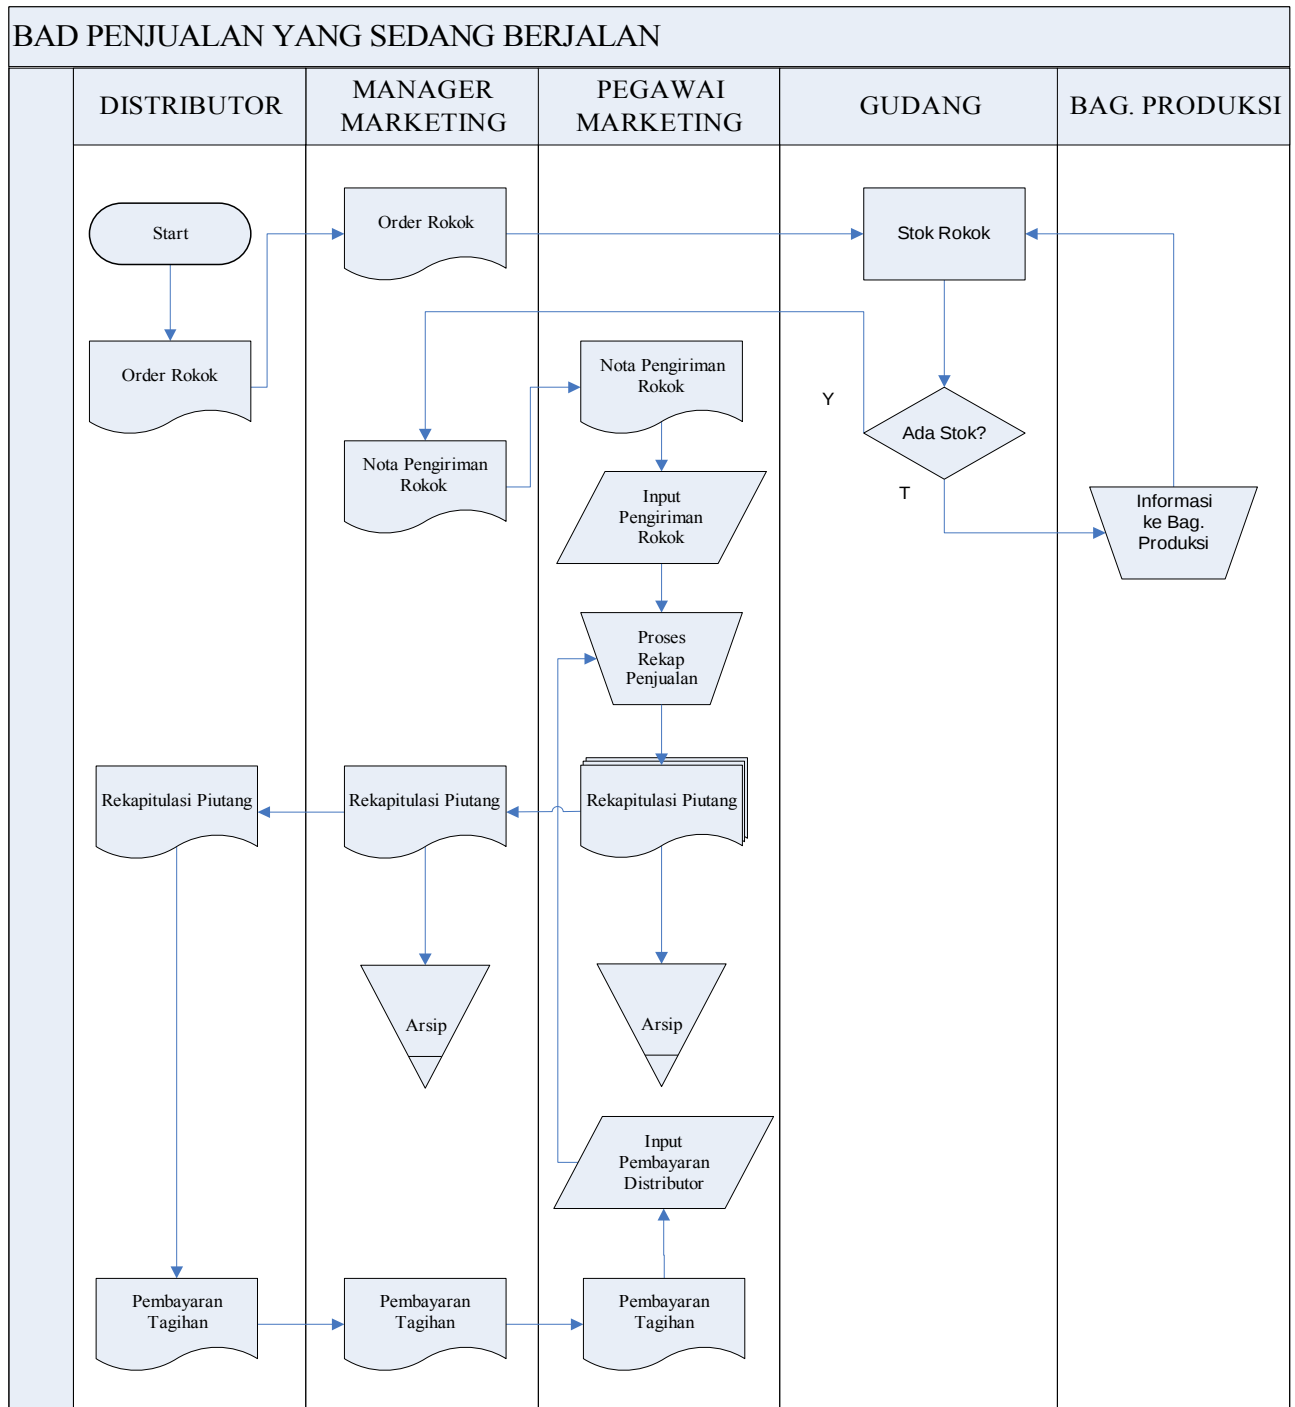 BAD PENJUALAN YANG SEDANG BERJALAN
DISTRIBUTOR
MANAGER
MARKETING
PEGAWAI
MARKETING
GUDANG
BAG. PRODUKSI
Start
Order Rokok
Stok Rokok
Order Rokok
Nota Pengiriman
Rokok
Y
Ada Stok?
Nota Pengiriman
Rokok
T
Input
Pengiriman
Rokok
Informasi
ke Bag.
Produksi
Proses
Rekap
Penjualan
Rekapitulasi Piutang
Rekapitulasi Piutang
Rekapitulasi Piutang
Arsip
Arsip
Input
Pembayaran
Distributor
Pembayaran
Tagihan
Pembayaran
Tagihan
Pembayaran
Tagihan